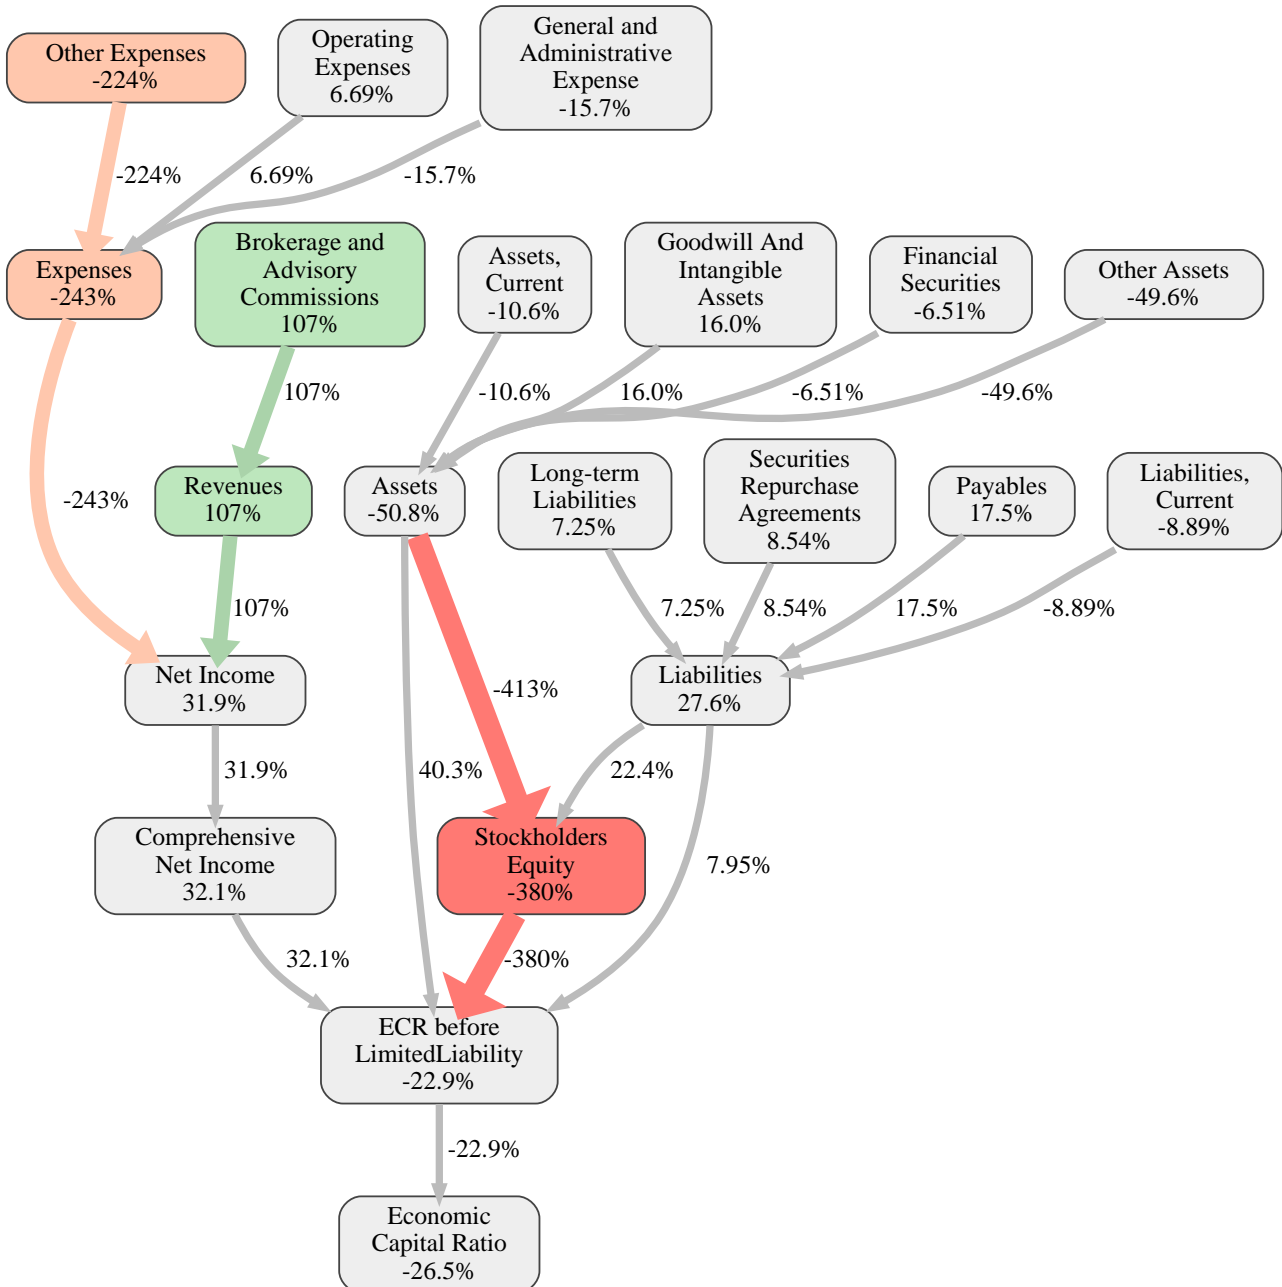 Other Expenses
-224%
Operating
Expenses
6.69%
General and
Administrative
Expense
-15.7%
-224%
6.69%
-15.7%
Expenses
-243%
Brokerage and
Advisory
Commissions
107%
Assets,
Current
-10.6%
Goodwill And
Intangible
Assets
16.0%
Financial
Securities
-6.51%
Other Assets
-49.6%
107%
-10.6%
16.0%
-6.51%
-49.6%
-243%
Revenues
107%
Assets
-50.8%
Long-term
Liabilities
7.25%
Securities
Repurchase
Agreements
8.54%
Payables
17.5%
Liabilities,
Current
-8.89%
107%
7.25%
8.54%
17.5%
-8.89%
Net Income
31.9%
-413%
Liabilities
27.6%
31.9%
40.3%
22.4%
Comprehensive
Net Income
32.1%
Stockholders
Equity
-380%
7.95%
32.1%
-380%
ECR before
LimitedLiability
-22.9%
-22.9%
Economic
Capital Ratio
-26.5%